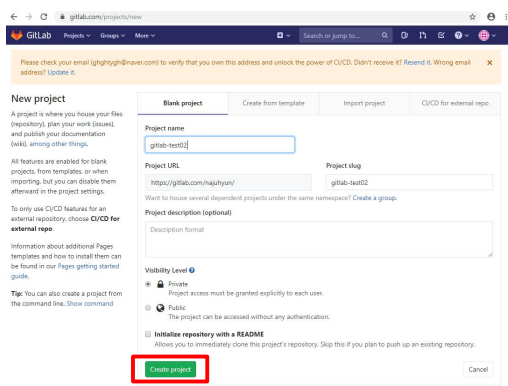 gitlab.com/projects/new
GitLab Projects Groups More Search or jump to...
Please check your email (ghghtygh@naver.com) to verify that you own this address and unlock the power of CI/CD. Didn't receive it? Resend it. Wrong email
address? Update it.
New project
A project is where you house your files
(repository), plan your work (issues),
and publish your documentation
(wiki), among other things.
All features are enabled for blank
projects, from templates, or when
importing, but you can disable them
afterward in the project settings.
To only use CI/CD features for an
external repository, choose CI/CD for
external repo.
Information about additional Pages
templates and how to install them can
be found in our Pages getting started
guide.
Tip: You can also create a project from
the command line. Show command
Blank project Create from template Import project CI/CD for external repo
Project name
gitlab-test02
Project URL Project slug
https://gitlab.com/najuhyun/ gitlab-test02
Want to house several dependent projects under the same namespace? Create a group.
Project description (optional)
Description format
Visibility Level
Private
Project access must be granted explicitly to each user.
Public
The project can be accessed without any authentication.
Initialize repository with a README
Allows you to immediately clone this project's repository. Skip this if you plan to push up an existing repository.
Create project Cancel